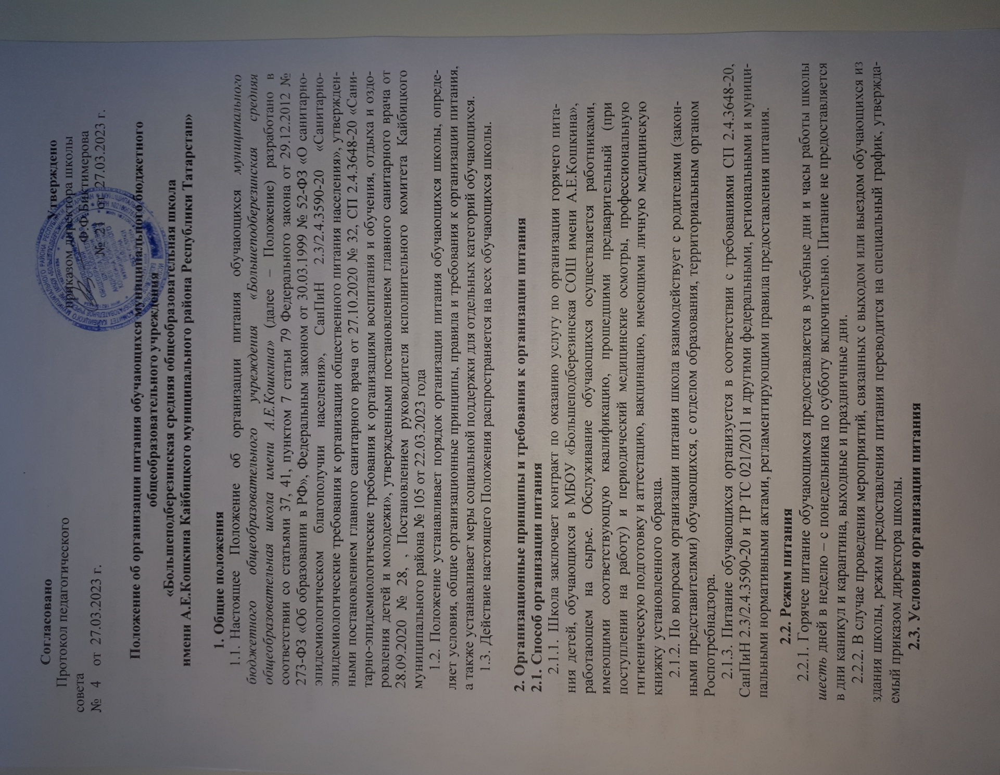 Согласовано
Протокол педагогического
совета
№ 4 от 27.03.2023 г.
Утверждено
приказом директора школы
Ф.Ф.Биктимерова
№ 21 от 27.03.2023 г.
Положение об организации питания обучающихся муниципального бюджетного
общеобразовательного учреждения
«Большеподберезинская средняя общеобразовательная школа
имени А.Е.Кошкина Кайбицкого муниципального района Республики Татарстан»
1. Общие положения
1.1. Настоящее Положение об организации питания обучающихся муниципального
бюджетного общеобразовательного учреждения «Большеподберезинская средняя
общеобразовательная школа имени А.Е.Кошкина» (далее – Положение) разработано в
соответствии со статьями 37, 41, пунктом 7 статьи 79 Федерального закона от 29.12.2012 №
273-ФЗ «Об образовании в РФ», Федеральным законом от 30.03.1999 № 52-ФЗ «О санитарно-
эпидемиологическом благополучии населения», СанПиН 2.3/2.4.3590-20 «Санитарно-
эпидемиологические требования к организации общественного питания населения», утвержден-
ными постановлением главного санитарного врача от 27.10.2020 № 32, СП 2.4.3648-20 «Сани-
тарно-эпидемиологические требования к организациям воспитания и обучения, отдыха и оздо-
ровления детей и молодежи», утвержденными постановлением главного санитарного врача от
28.09.2020 № 28, , Постановлением руководителя исполнительного комитета Кайбицкого
муниципального района № 105 от 22.03.2023 года
1.2. Положение устанавливает порядок организации питания обучающихся школы, опреде-
ляет условия, общие организационные принципы, правила и требования к организации питания,
а также устанавливает меры социальной поддержки для отдельных категорий обучающихся.
1.3. Действие настоящего Положения распространяется на всех обучающихся школы.
2. Организационные принципы и требования к организации питания
2.1. Способ организации питания
2.1.1. Школа заключает контракт по оказанию услугу по организации горячего пита-
ния детей, обучающихся в МБОУ «Большеподберезинская СОШ имени А.Е.Кошкина»,
работающем на сырье. Обслуживание обучающихся осуществляется работниками,
имеющими соответствующую квалификацию, прошедшими предварительный (при
поступлении на работу) и периодический медицинские осмотры, профессиональную
гигиеническую подготовку и аттестацию, вакцинацию, имеющими личную медицинскую
книжку установленного образца.
2.1.2. По вопросам организации питания школа взаимодействует с родителями (закон-
ными представителями) обучающихся, с отделом образования, территориальным органом
Роспотребнадзора.
2.1.3. Питание обучающихся организуется в соответствии с требованиями СП 2.4.3648-20,
СанПиН 2.3/2.4.3590-20 и ТР ТС 021/2011 и другими федеральными, региональными и муници-
пальными нормативными актами, регламентирующими правила предоставления питания.
2.2. Режим питания
2.2.1. Горячее питание обучающимся предоставляется в учебные дни и часы работы школы
шесть дней в неделю – с понедельника по субботу включительно. Питание не предоставляется
в дни каникул и карантина, выходные и праздничные дни.
2.2.2. В случае проведения мероприятий, связанных с выходом или выездом обучающихся из
здания школы, режим предоставления питания переводится на специальный график, утвержда-
емый приказом директора школы.
2.3. Условия организации питания